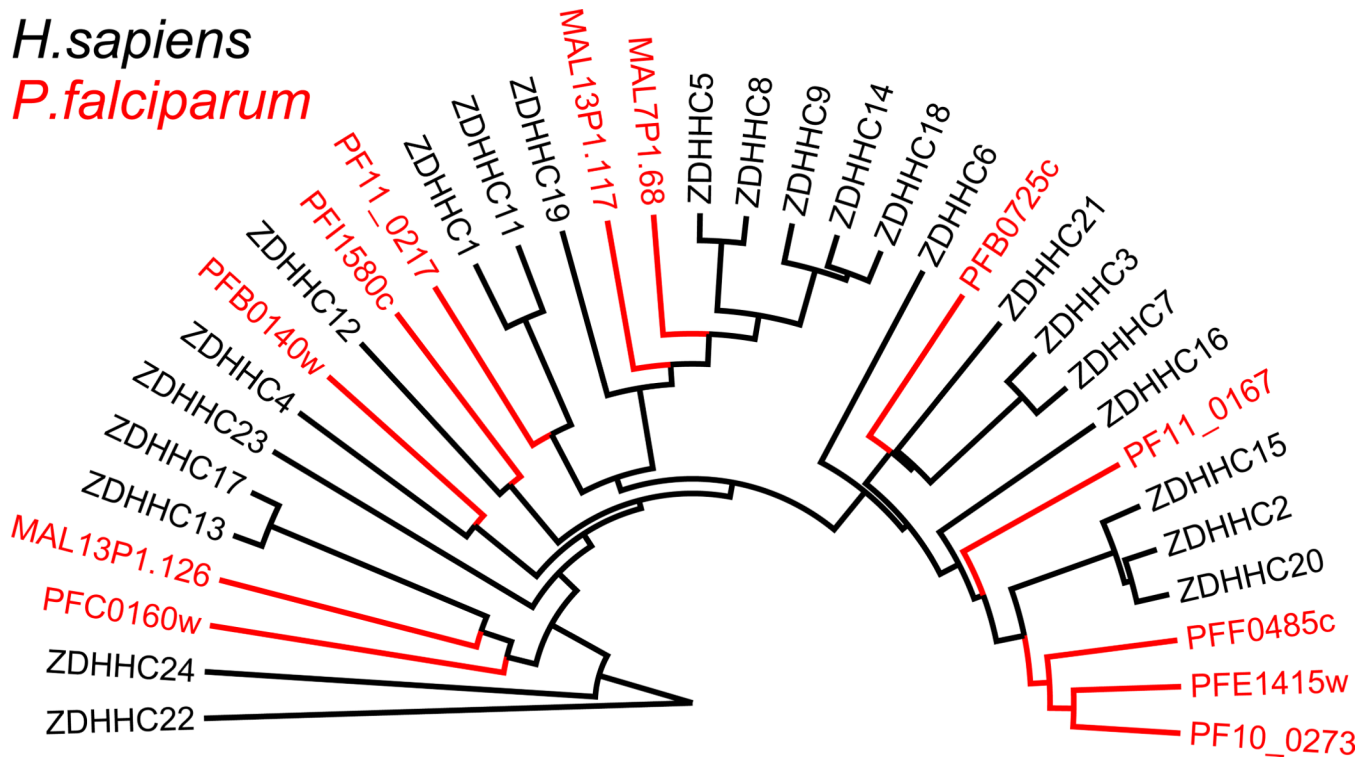 H.sapiens
P.falciparum
ZDHHC22
ZDHHC24
PFC0160w
MAL13P1.126
ZDHHC13
ZDHHC17
ZDHHC23
ZDHHC4
PFB0140w
ZDHHC12
PFI1580c
PF11_0217
ZDHHC1
ZDHHC11
ZDHHC19
MAL13P1.117
MAL7P1.68
ZDHHC5
ZDHHC8
ZDHHC9
ZDHHC14
ZDHHC18
ZDHHC6
PFB0725c
ZDHHC21
ZDHHC3
ZDHHC7
ZDHHC16
PF11_0167
ZDHHC15
ZDHHC2
ZDHHC20
PFF0485c
PFE1415w
PF10_0273